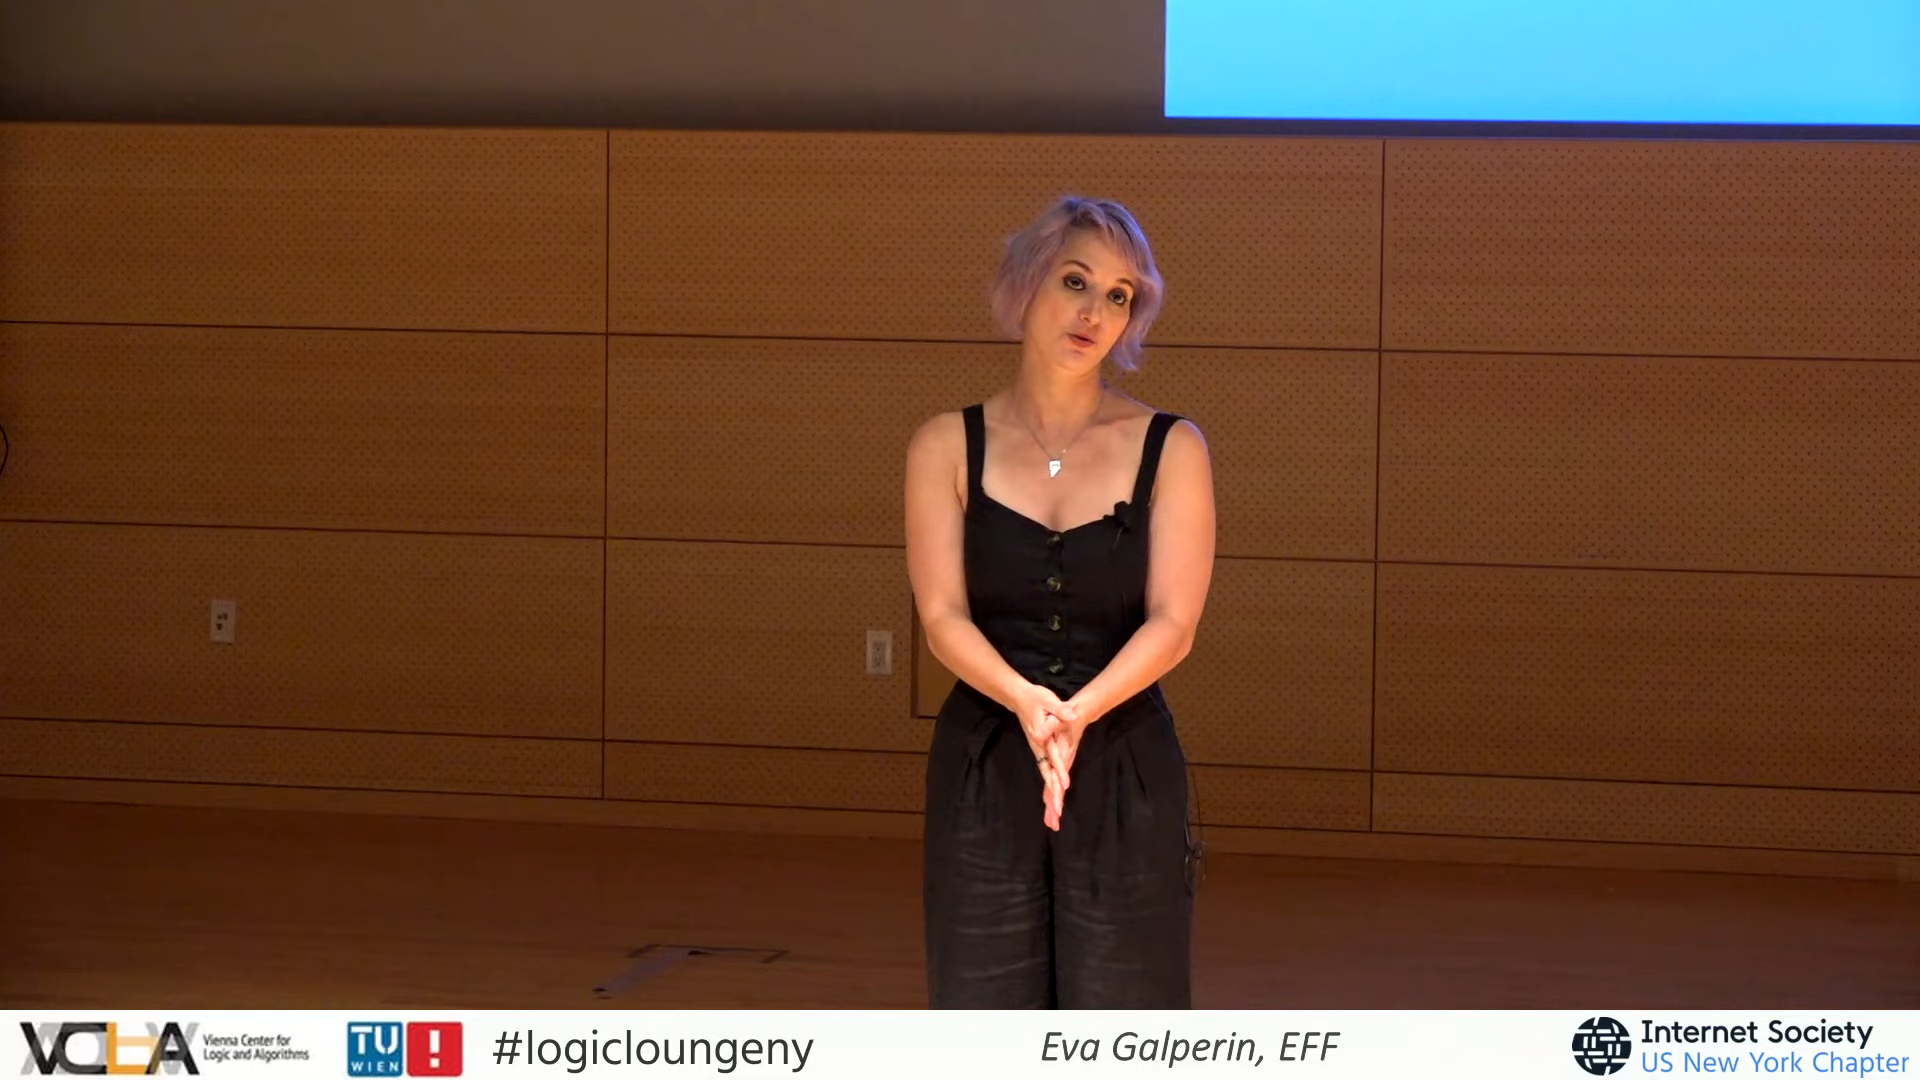 VCLA
Vienna Center for
Logic and Algorithms
TU
WIEN
!
#logicloungeny
Eva Galperin, EFF
Internet Society
US New York Chapter